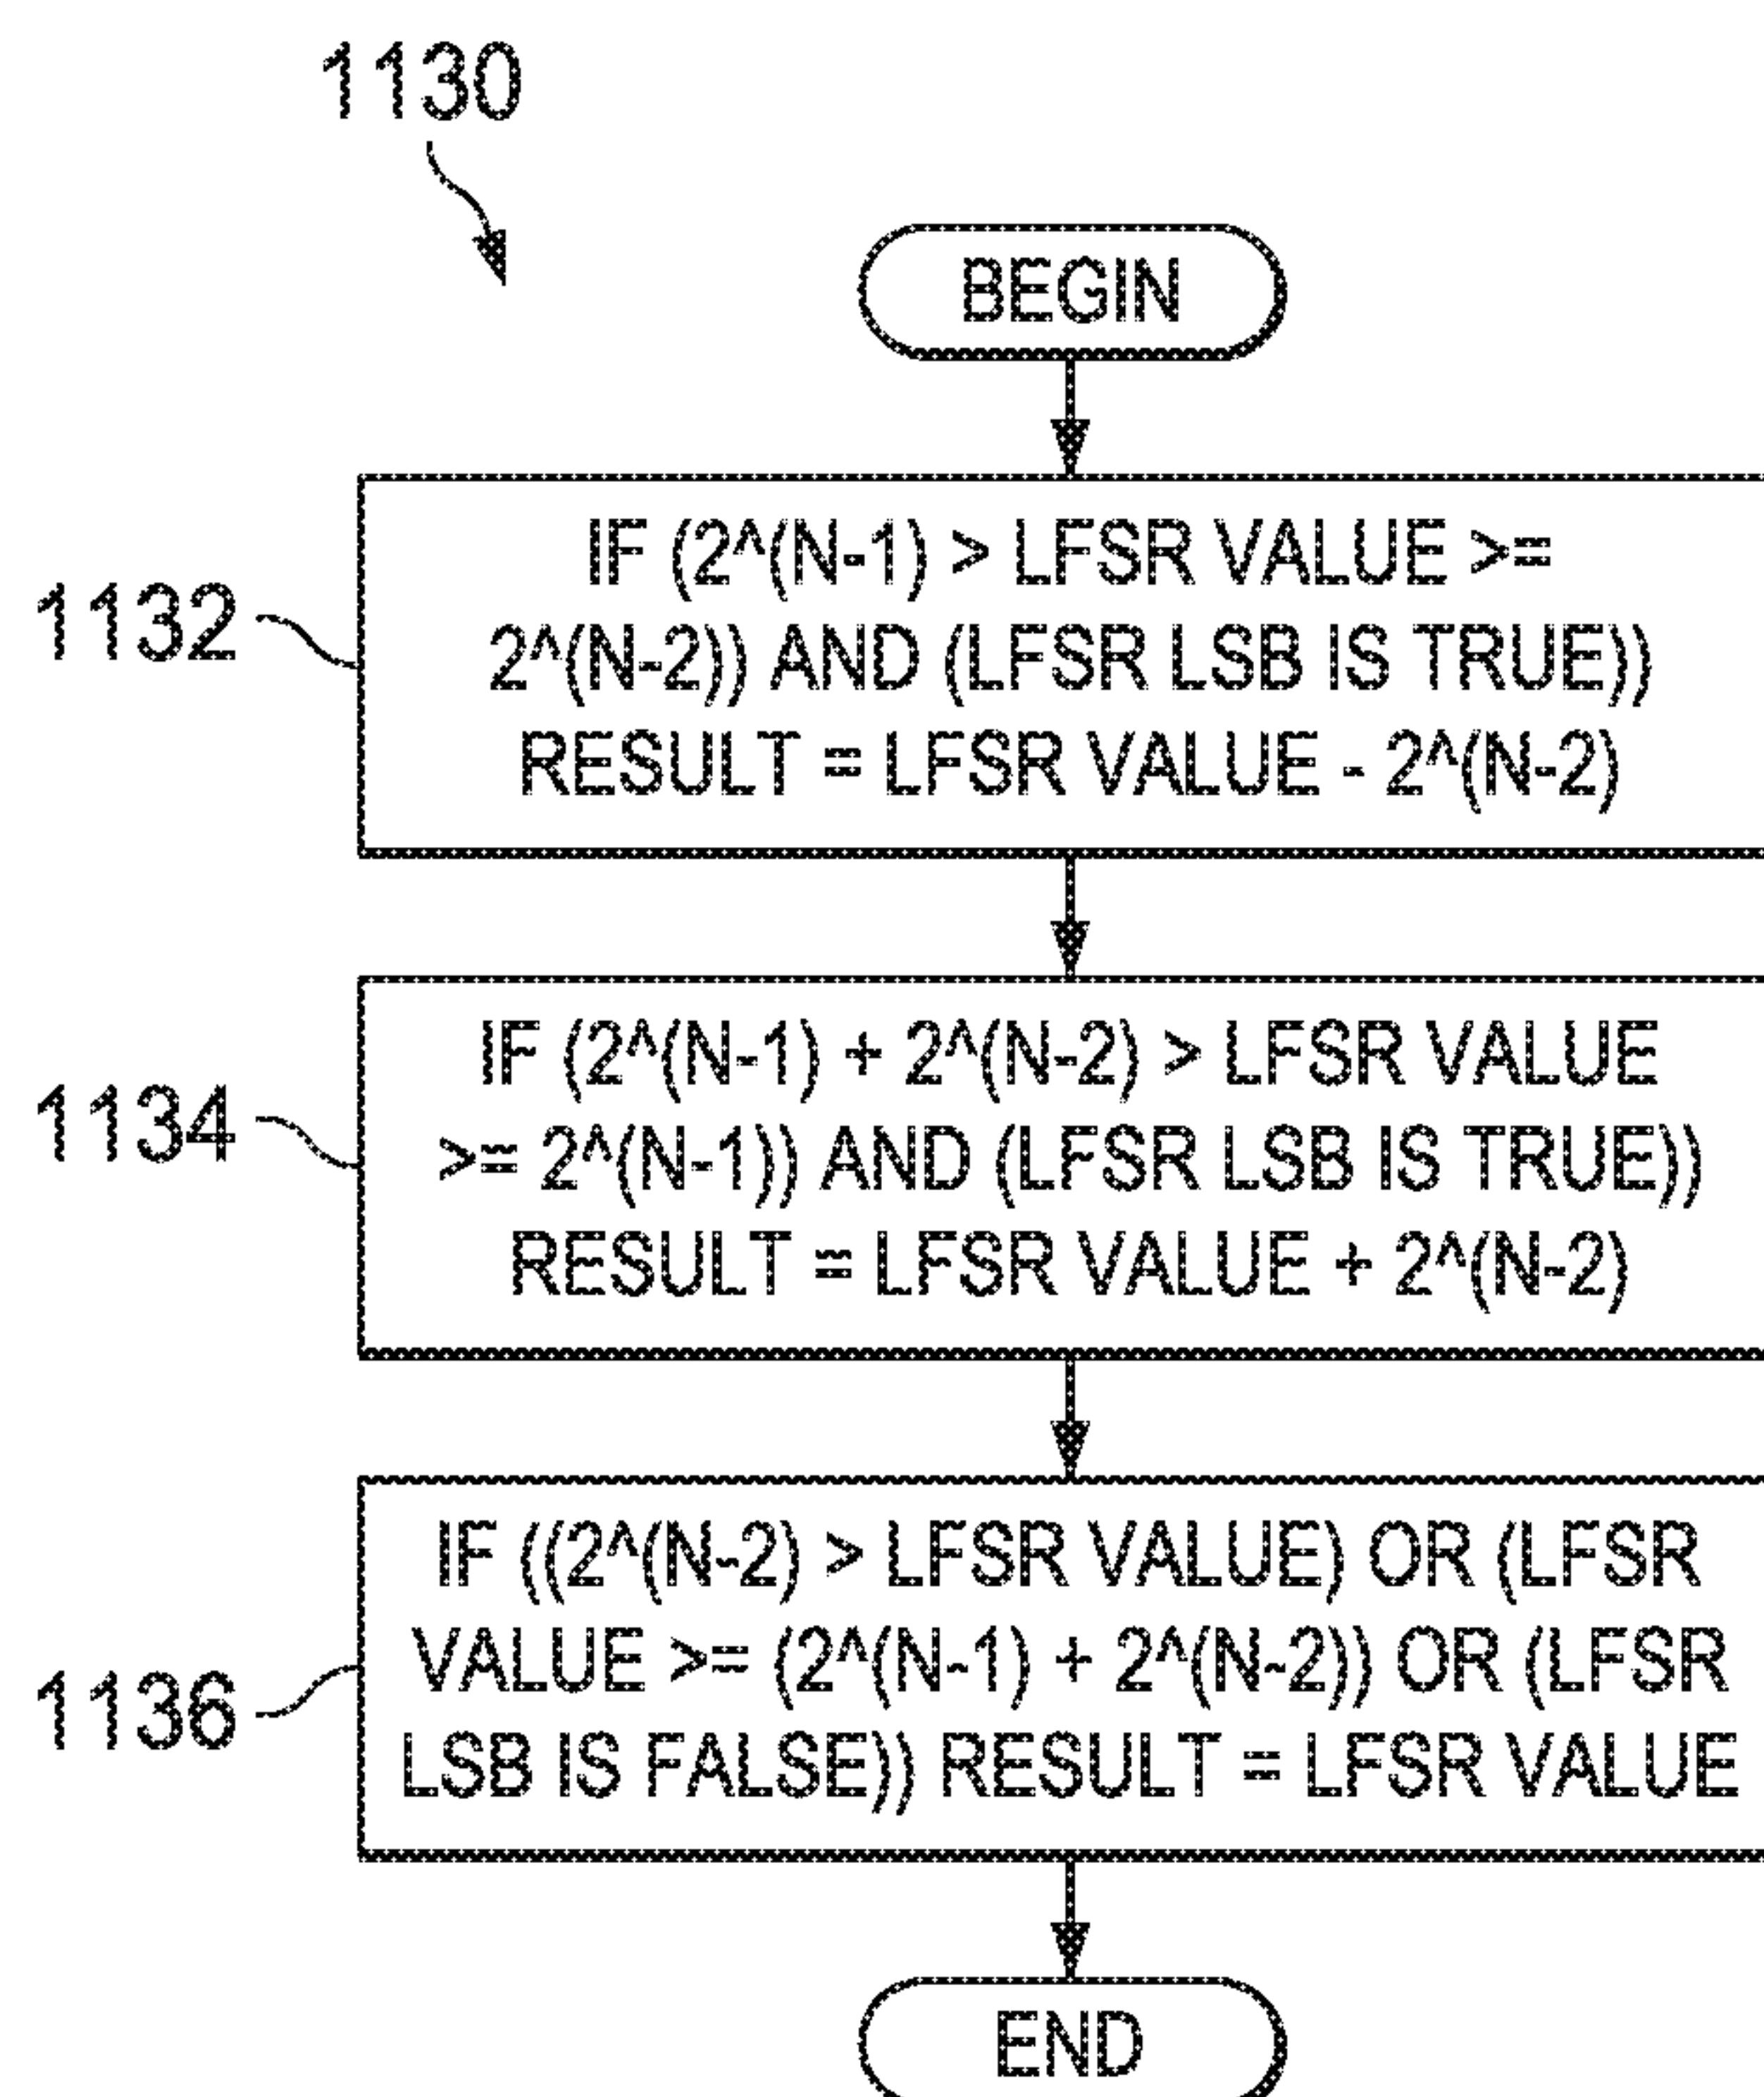 1130
BEGIN
1132
IF (2^(N-1) > LFSR VALUE >=
2^(N-2)) AND (LFSR LSB IS TRUE))
RESULT = LFSR VALUE - 2^(N-2)
1134
IF (2^(N-1) + 2^(N-2) > LFSR VALUE
>= 2^(N-1)) AND (LFSR LSB IS TRUE))
RESULT = LFSR VALUE + 2^(N-2)
1136
IF ((2^(N-2) > LFSR VALUE) OR (LFSR
VALUE >= (2^(N-1) + 2^(N-2)) OR (LFSR
LSB IS FALSE)) RESULT = LFSR VALUE
END